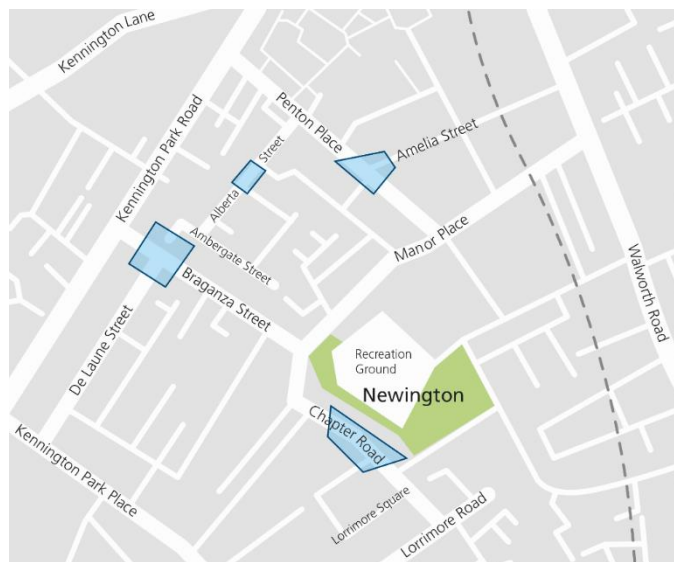 Kennington Lane
Kennington Park Road
Penton Place
Amelia Street
Alberta Street
Ambergate Street
Manor Place
Walworth Road
Braganza Street
De Laune Street
Recreation
Ground
Newington
Chapter Road
Kennington Park Place
Lorrimore Square
Lorrimore Road